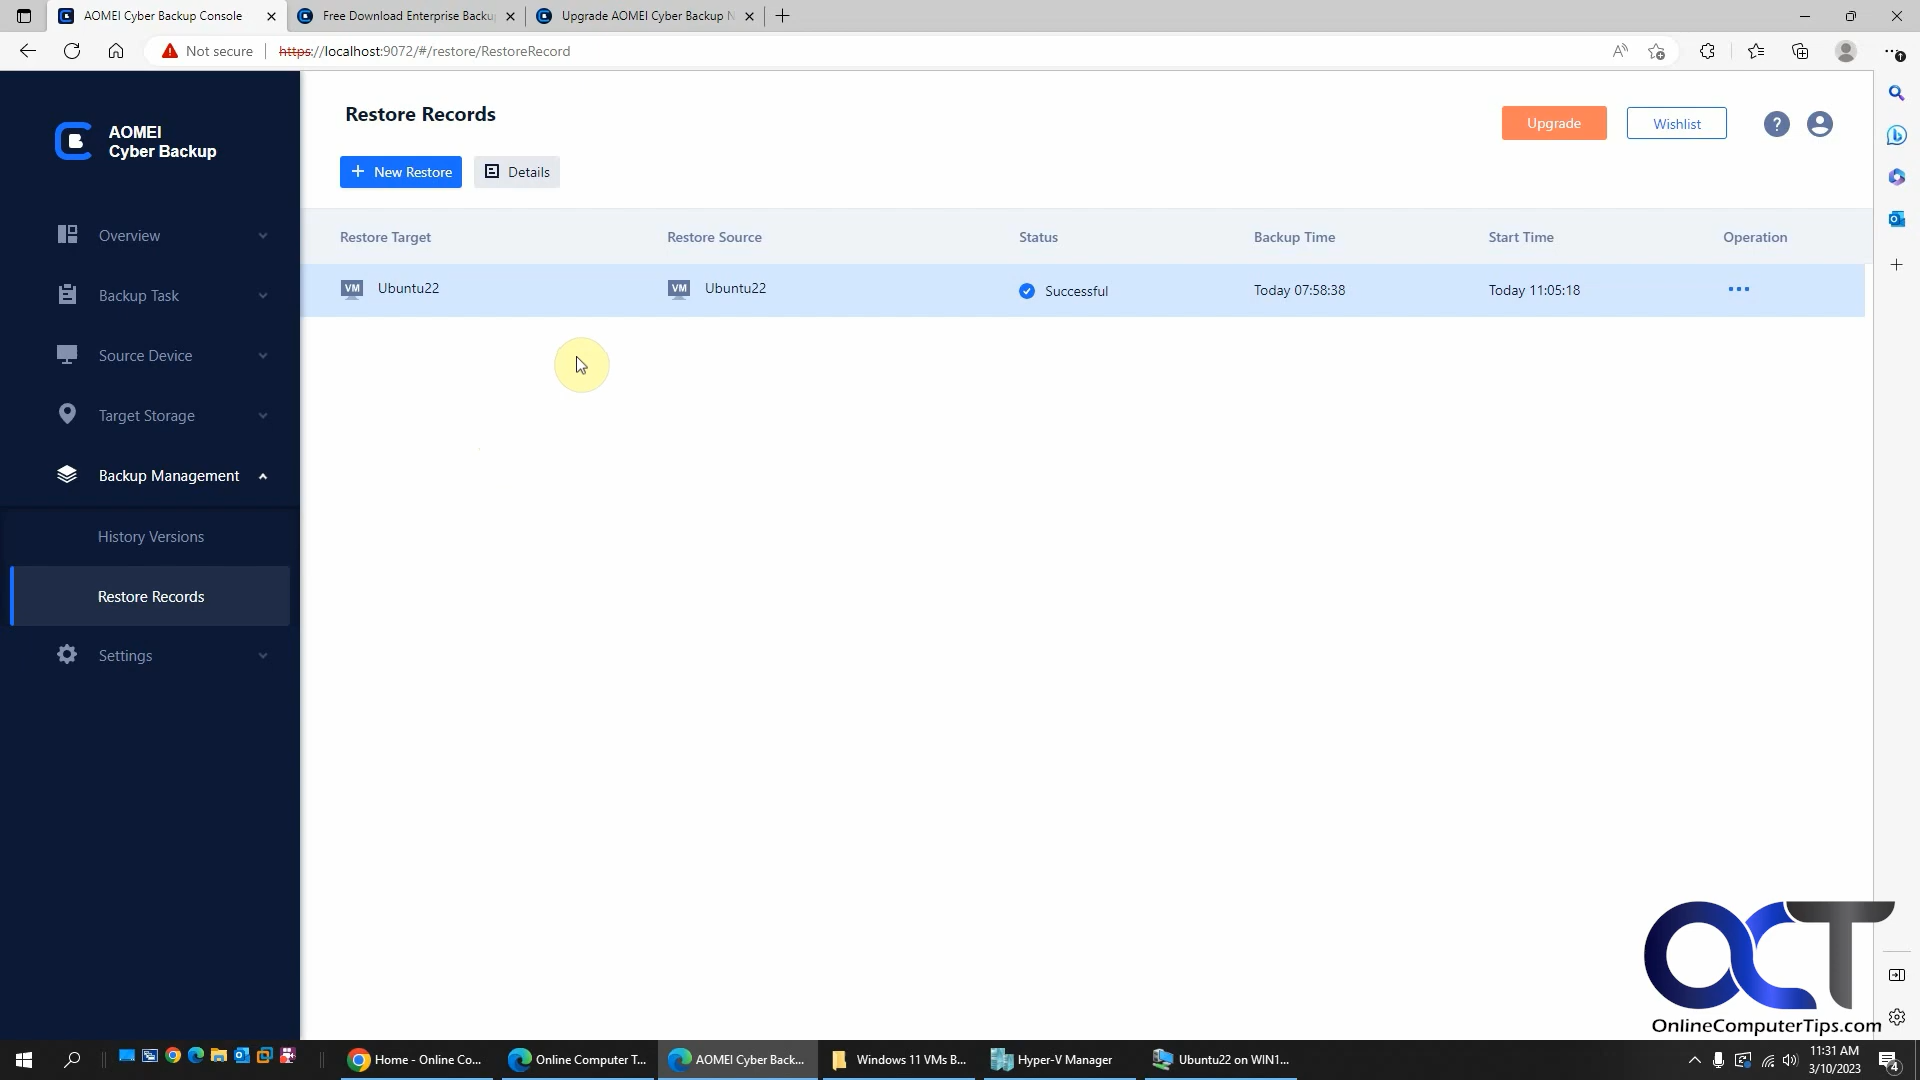 AOMEI Cyber Backup Console
Free Download Enterprise Backu
Upgrade AOMEI Cyber Backup N
Not secure
https://localhost:9072/#/restore/RestoreRecord
AOMEI
Cyber Backup
Overview
Backup Task
Source Device
Target Storage
Backup Management
History Versions
Restore Records
Settings
Restore Records
Upgrade
Wishlist
?
+ New Restore
Details
Restore Target
Restore Source
Status
Backup Time
Start Time
Operation
VM Ubuntu22
VM Ubuntu22
Successful
Today 07:58:38
Today 11:05:18
OCT
OnlineComputerTips.com
Home - Online Co...
Online Computer T...
AOMEI Cyber Back...
Windows 11 VMs B...
Hyper-V Manager
Ubuntu22 on WIN1...
11:31 AM
3/10/2023
4